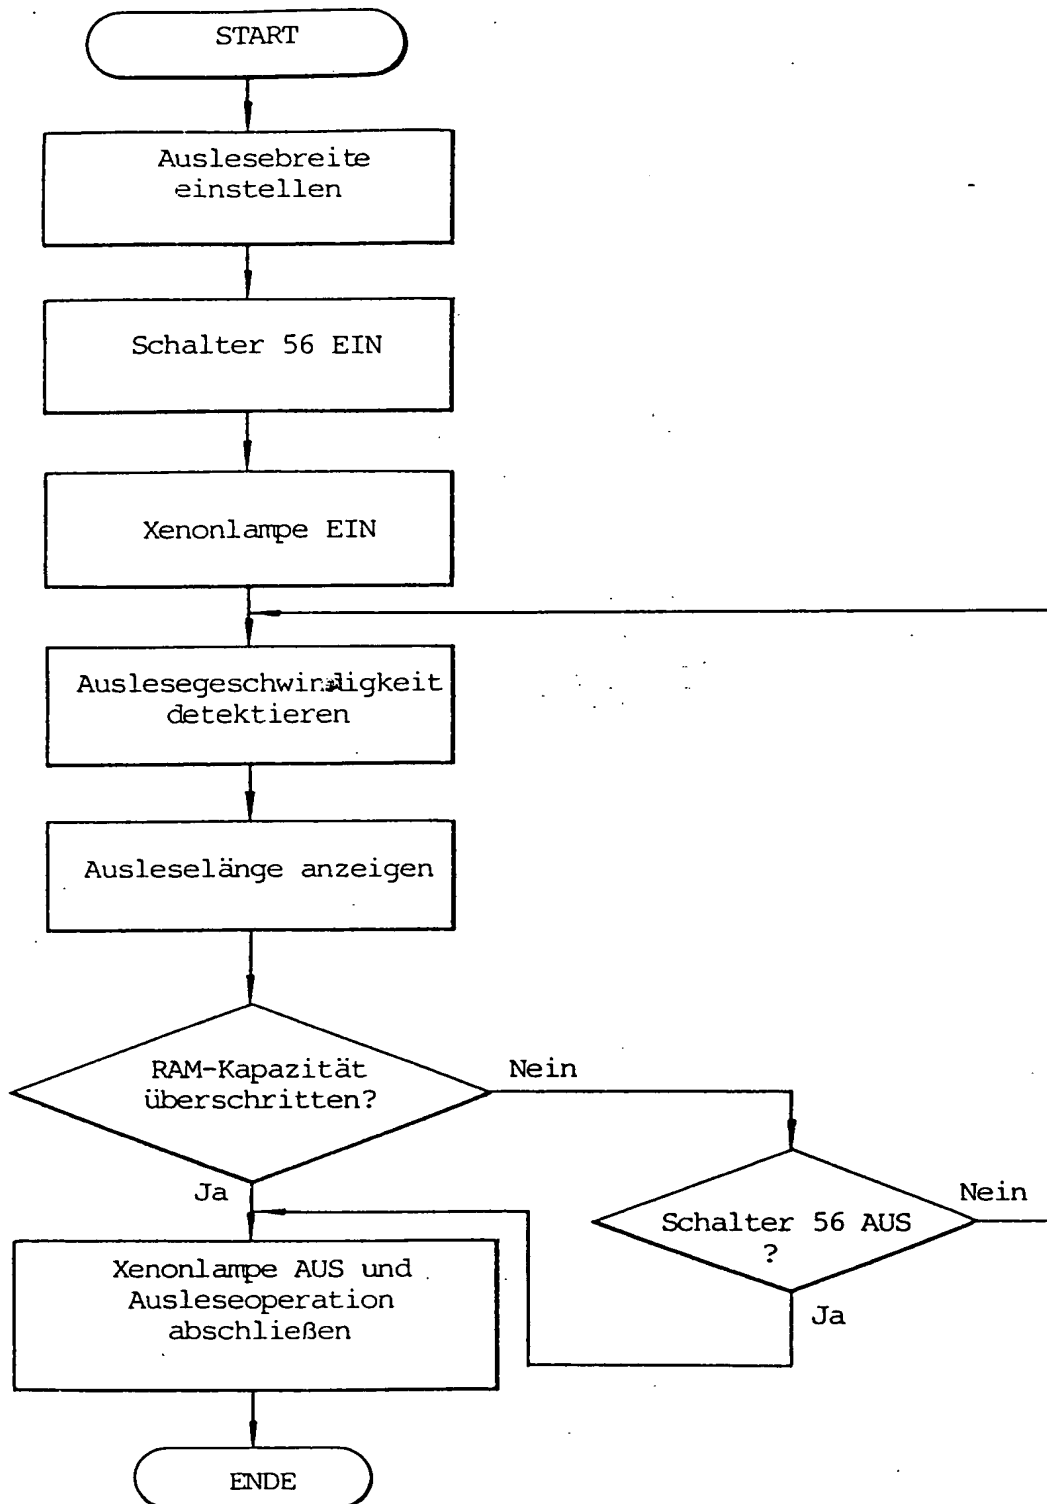 START
Auslesebreite
einstellen
Schalter 56 EIN
Xenonlampe EIN
Auslesegeschwindigkeit
detektieren
Ausleselänge anzeigen
RAM-Kapazität
überschritten?
Nein
Ja
Schalter 56 AUS
?
Nein
Ja
Xenonlampe AUS und
Ausleseoperation
abschließen
ENDE